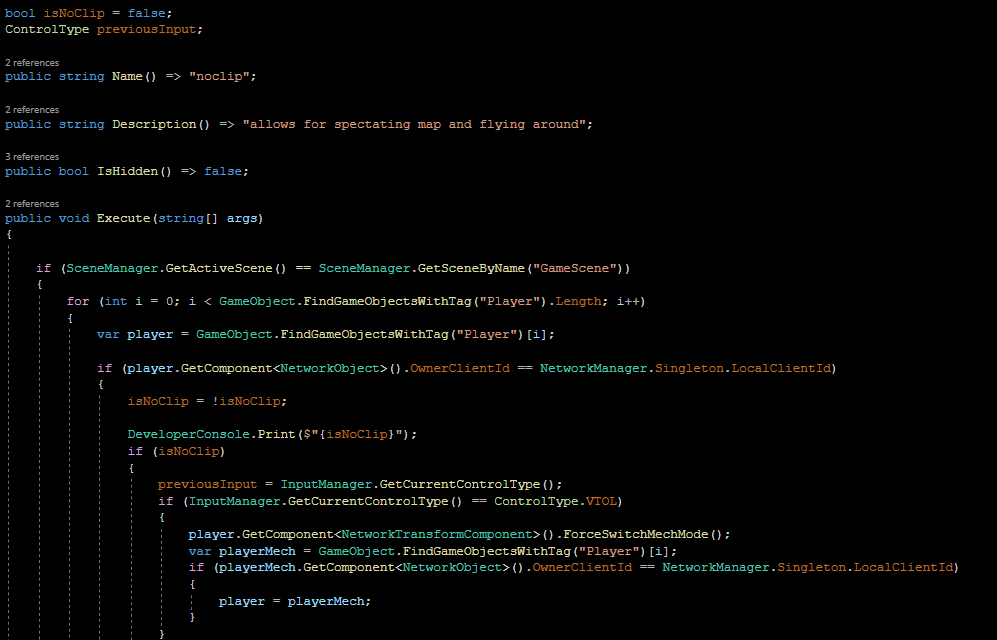 bool isNoClip = false;
ControlType previousInput;
2 references
public string Name() => "noclip";
2 references
public string Description() => "allows for spectating map and flying around";
3 references
public bool IsHidden() => false;
2 references
public void Execute(string[] args)
{
if (SceneManager.GetActiveScene() == SceneManager.GetSceneByName("GameScene"))
{
for (int i = 0; i < GameObject.FindGameObjectsWithTag("Player").Length; i++)
{
var player = GameObject.FindGameObjectsWithTag("Player")[i];
if (player.GetComponent<NetworkObject>().OwnerClientId == NetworkManager.Singleton.LocalClientId)
{
isNoClip = !isNoClip;
DeveloperConsole.Print($"{isNoClip}");
if (isNoClip)
{
previousInput = InputManager.GetCurrentControlType();
if (InputManager.GetCurrentControlType() == ControlType.VTOL)
{
player.GetComponent<NetworkTransformComponent>().ForceSwitchMechMode();
var playerMech = GameObject.FindGameObjectsWithTag("Player")[i];
if (playerMech.GetComponent<NetworkObject>().OwnerClientId == NetworkManager.Singleton.LocalClientId)
{
player = playerMech;
}
}